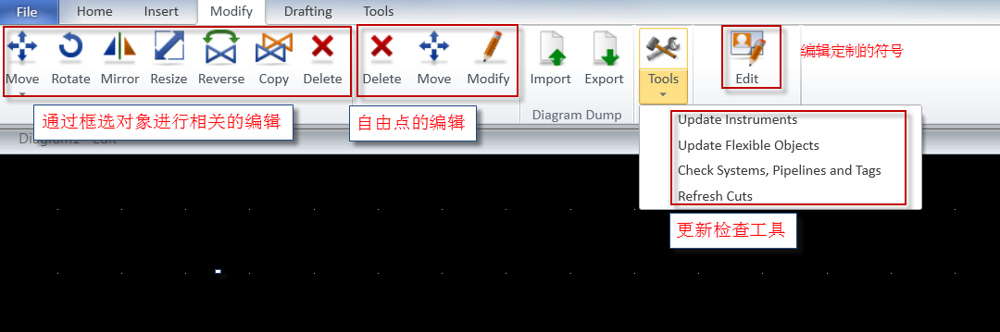 File Home Insert Modify Drafting Tools
Move Rotate Mirror Resize Reverse Copy Delete Delete Move Modify Import Export Tools Edit
编辑定制的符号
通过框选对象进行相关的编辑
自由点的编辑
Diagram Dump
Update Instruments
Update Flexible Objects
Check Systems, Pipelines and Tags
Refresh Cuts
Diagram1 - Edit
更新检查工具